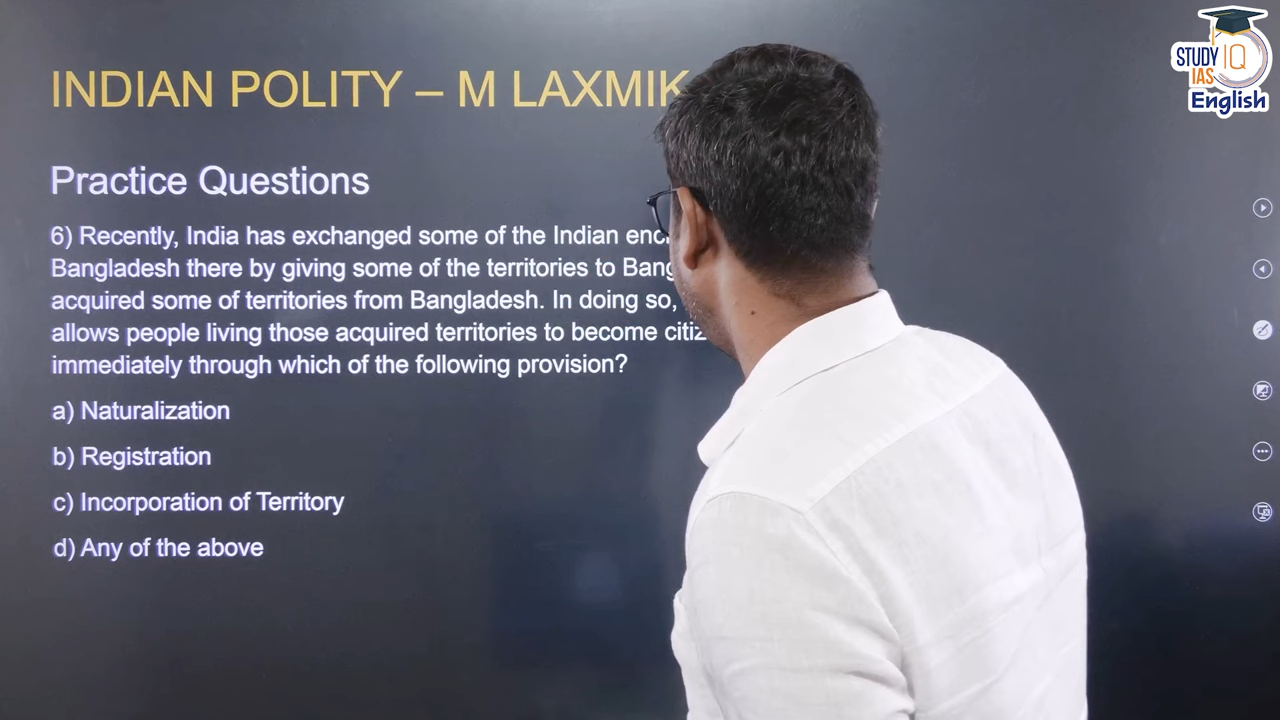 INDIAN POLITY – M LAXMIK
Practice Questions
6) Recently, India has exchanged some of the Indian enc
Bangladesh there by giving some of the territories to Bang
acquired some of territories from Bangladesh. In doing so,
allows people living those acquired territories to become citiz
immediately through which of the following provision?
a) Naturalization
b) Registration
c) Incorporation of Territory
d) Any of the above
STUDY IQ
IAS
English